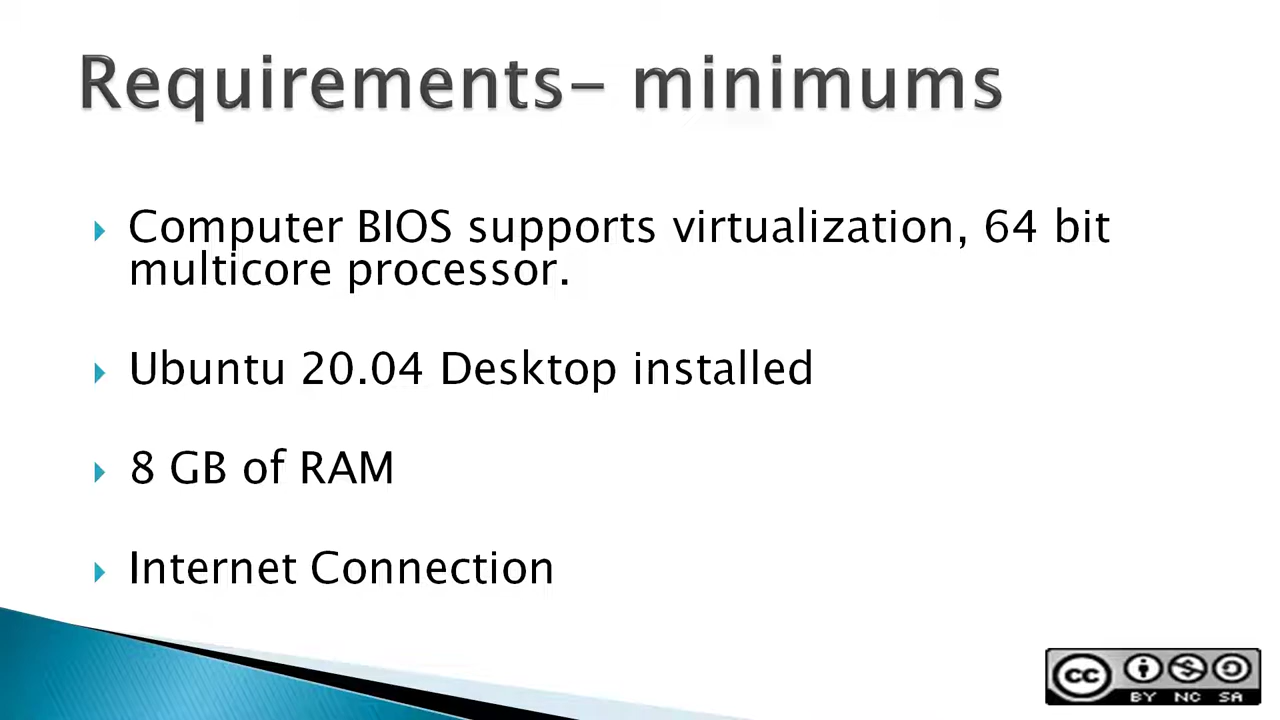 Requirements- minimums
Computer BIOS supports virtualization, 64 bit
multicore processor.
Ubuntu 20.04 Desktop installed
8 GB of RAM
Internet Connection
cc
BY NC SA